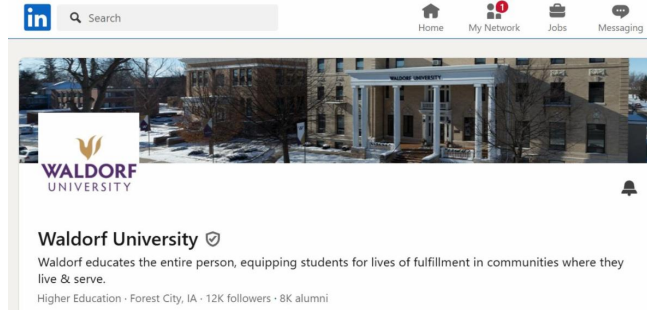 in
Search
1
Home
My Network
Jobs
Messaging
WALDORF UNIVERSITY
WALDORF
UNIVERSITY
Waldorf University
Waldorf educates the entire person, equipping students for lives of fulfillment in communities where they
live & serve.
Higher Education · Forest City, IA · 12K followers · 8K alumni